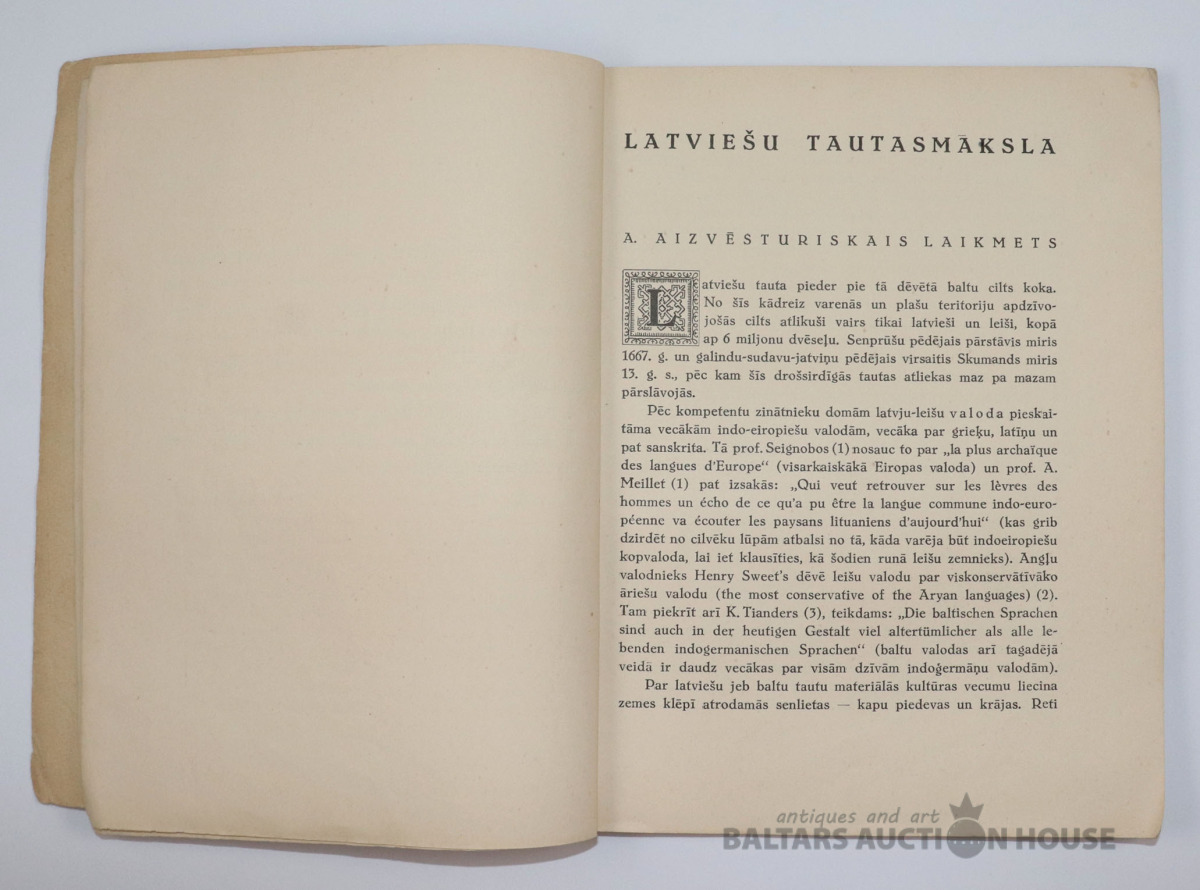 LATVIEŠU TAUTASMĀKSLA
A. AIZVĒSTURISKAIS LAIKMETS
Latviešu tauta pieder pie tā dēvētā baltu cilts koka.
No šīs kādreiz varenās un plašu teritoriju apdzīvo-
jošās cilts atlikuši vairs tikai latvieši un leiši, kopā
ap 6 miljonu dvēseļu. Senprūšu pēdējais pārstāvis miris
1667. g. un galindu-sudavu-jatviņu pēdējais virsaitis Skumands miris
13. g. s., pēc kam šīs drošsirdīgās tautas atliekas maz pa mazam
pārslāvojās.
Pēc kompetentu zinātnieku domām latvju-leišu valoda pieskai-
tāma vecākām indo-eiropiešu valodām, vecāka par grieķu, latīņu un
pat sanskrita. Tā prof. Seignobos (1) nosauc to par „la plus archaïque
des langues d'Europe“ (visarkaiskākā Eiropas valoda) un prof. A.
Meillet (1) pat izsakās: „Qui veut retrouver sur les lèvres des
hommes un écho de ce qu'a pu être la langue commune indo-euro-
péenne va écouter les paysans lituaniens d'aujourd'hui“ (kas grib
dzirdēt no cilvēku lūpām atbalsi no tā, kāda varēja būt indoeiropiešu
kopvaloda, lai iet klausīties, kā šodien runā leišu zemnieks). Angļu
valodnieks Henry Sweet's dēvē leišu valodu par viskonservātīvāko
āriešu valodu (the most conservative of the Aryan languages) (2).
Tam piekrīt arī K. Tianders (3), teikdams: „Die baltischen Sprachen
sind auch in der heutigen Gestalt viel altertümlicher als alle le-
benden indogermanischen Sprachen“ (baltu valodas arī tagadējā
veidā ir daudz vecākas par visām dzīvām indoģermāņu valodām).
Par latviešu jeb baltu tautu materiālās kultūras vecumu liecina
zemes klēpī atrodamās senlietas — kapu piedevas un krājas. Reti
antiques and art
BALTARS AUCTION HOUSE